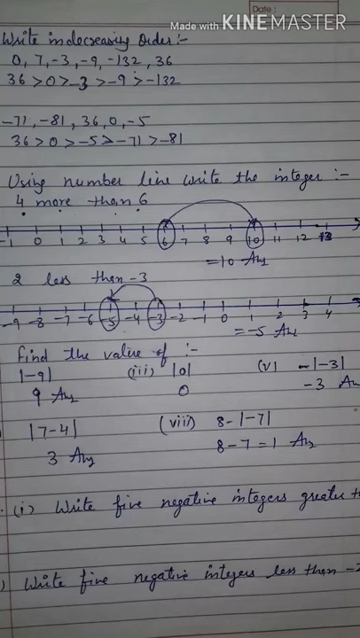 Date :
Made with KINEMASTER
Write in decreasing Order :-
0, 7, -3, -9, -132, 36
36 > 0 > -3 > -9 > -132
-71, -81, 36, 0, -5
36 > 0 > -5 > -71 > -81
Using number line write the integer :-
4 more than 6
-1 0 1 2 3 4 5 6 7 8 9 10 11 12 13
= 10 Ans
2 less then -3
-9 -8 -7 -6 -5 -4 -3 -2 -1 0 1 2 3 4
= -5 Ans
find the value of :-
|-9| (iii) |0| (v) -|-3|
9 Ans 0 -3 An
|7-4| (viii) 8-|-7|
3 Ans 8-7 = 1 Ans
(i) Write five negative integers greater
Write five negative integers less than